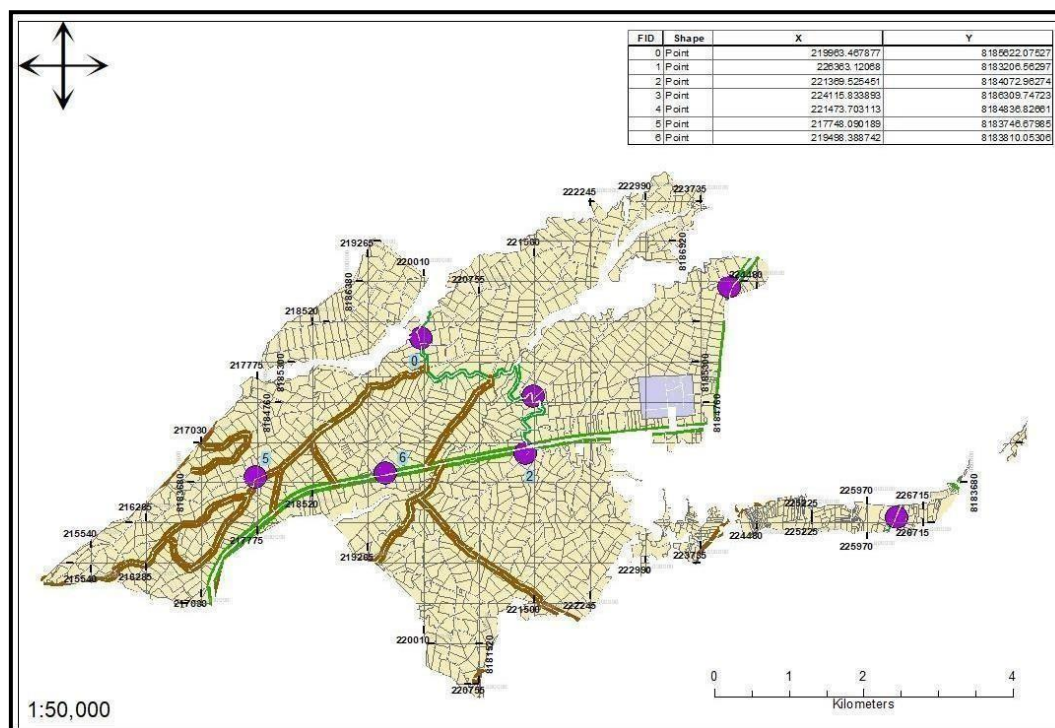 FID Shape X Y
0 Point 219963.467877 8185622.07527
1 Point 226363.12068 8183206.56297
2 Point 221369.525451 8184072.96274
3 Point 224115.833893 8186309.74723
4 Point 221473.703113 8184836.82661
5 Point 217748.090189 8183746.67985
6 Point 219498.388742 8183810.05306
222245 222990 223735
219265 221500 8186920
220010
8186380 220755 224480
218520
0
217775 8185300 8185300
8184760 8184760
217030
5 6
2
8183680 8183680
218520 225225 225970 226715
216285
217775 224480 225225 226715
215540 225970
219265 222990 223735
215540 216285
217030 221500 222245
220010 8181520
220755
0 2 4
Kilometers
1:50,000